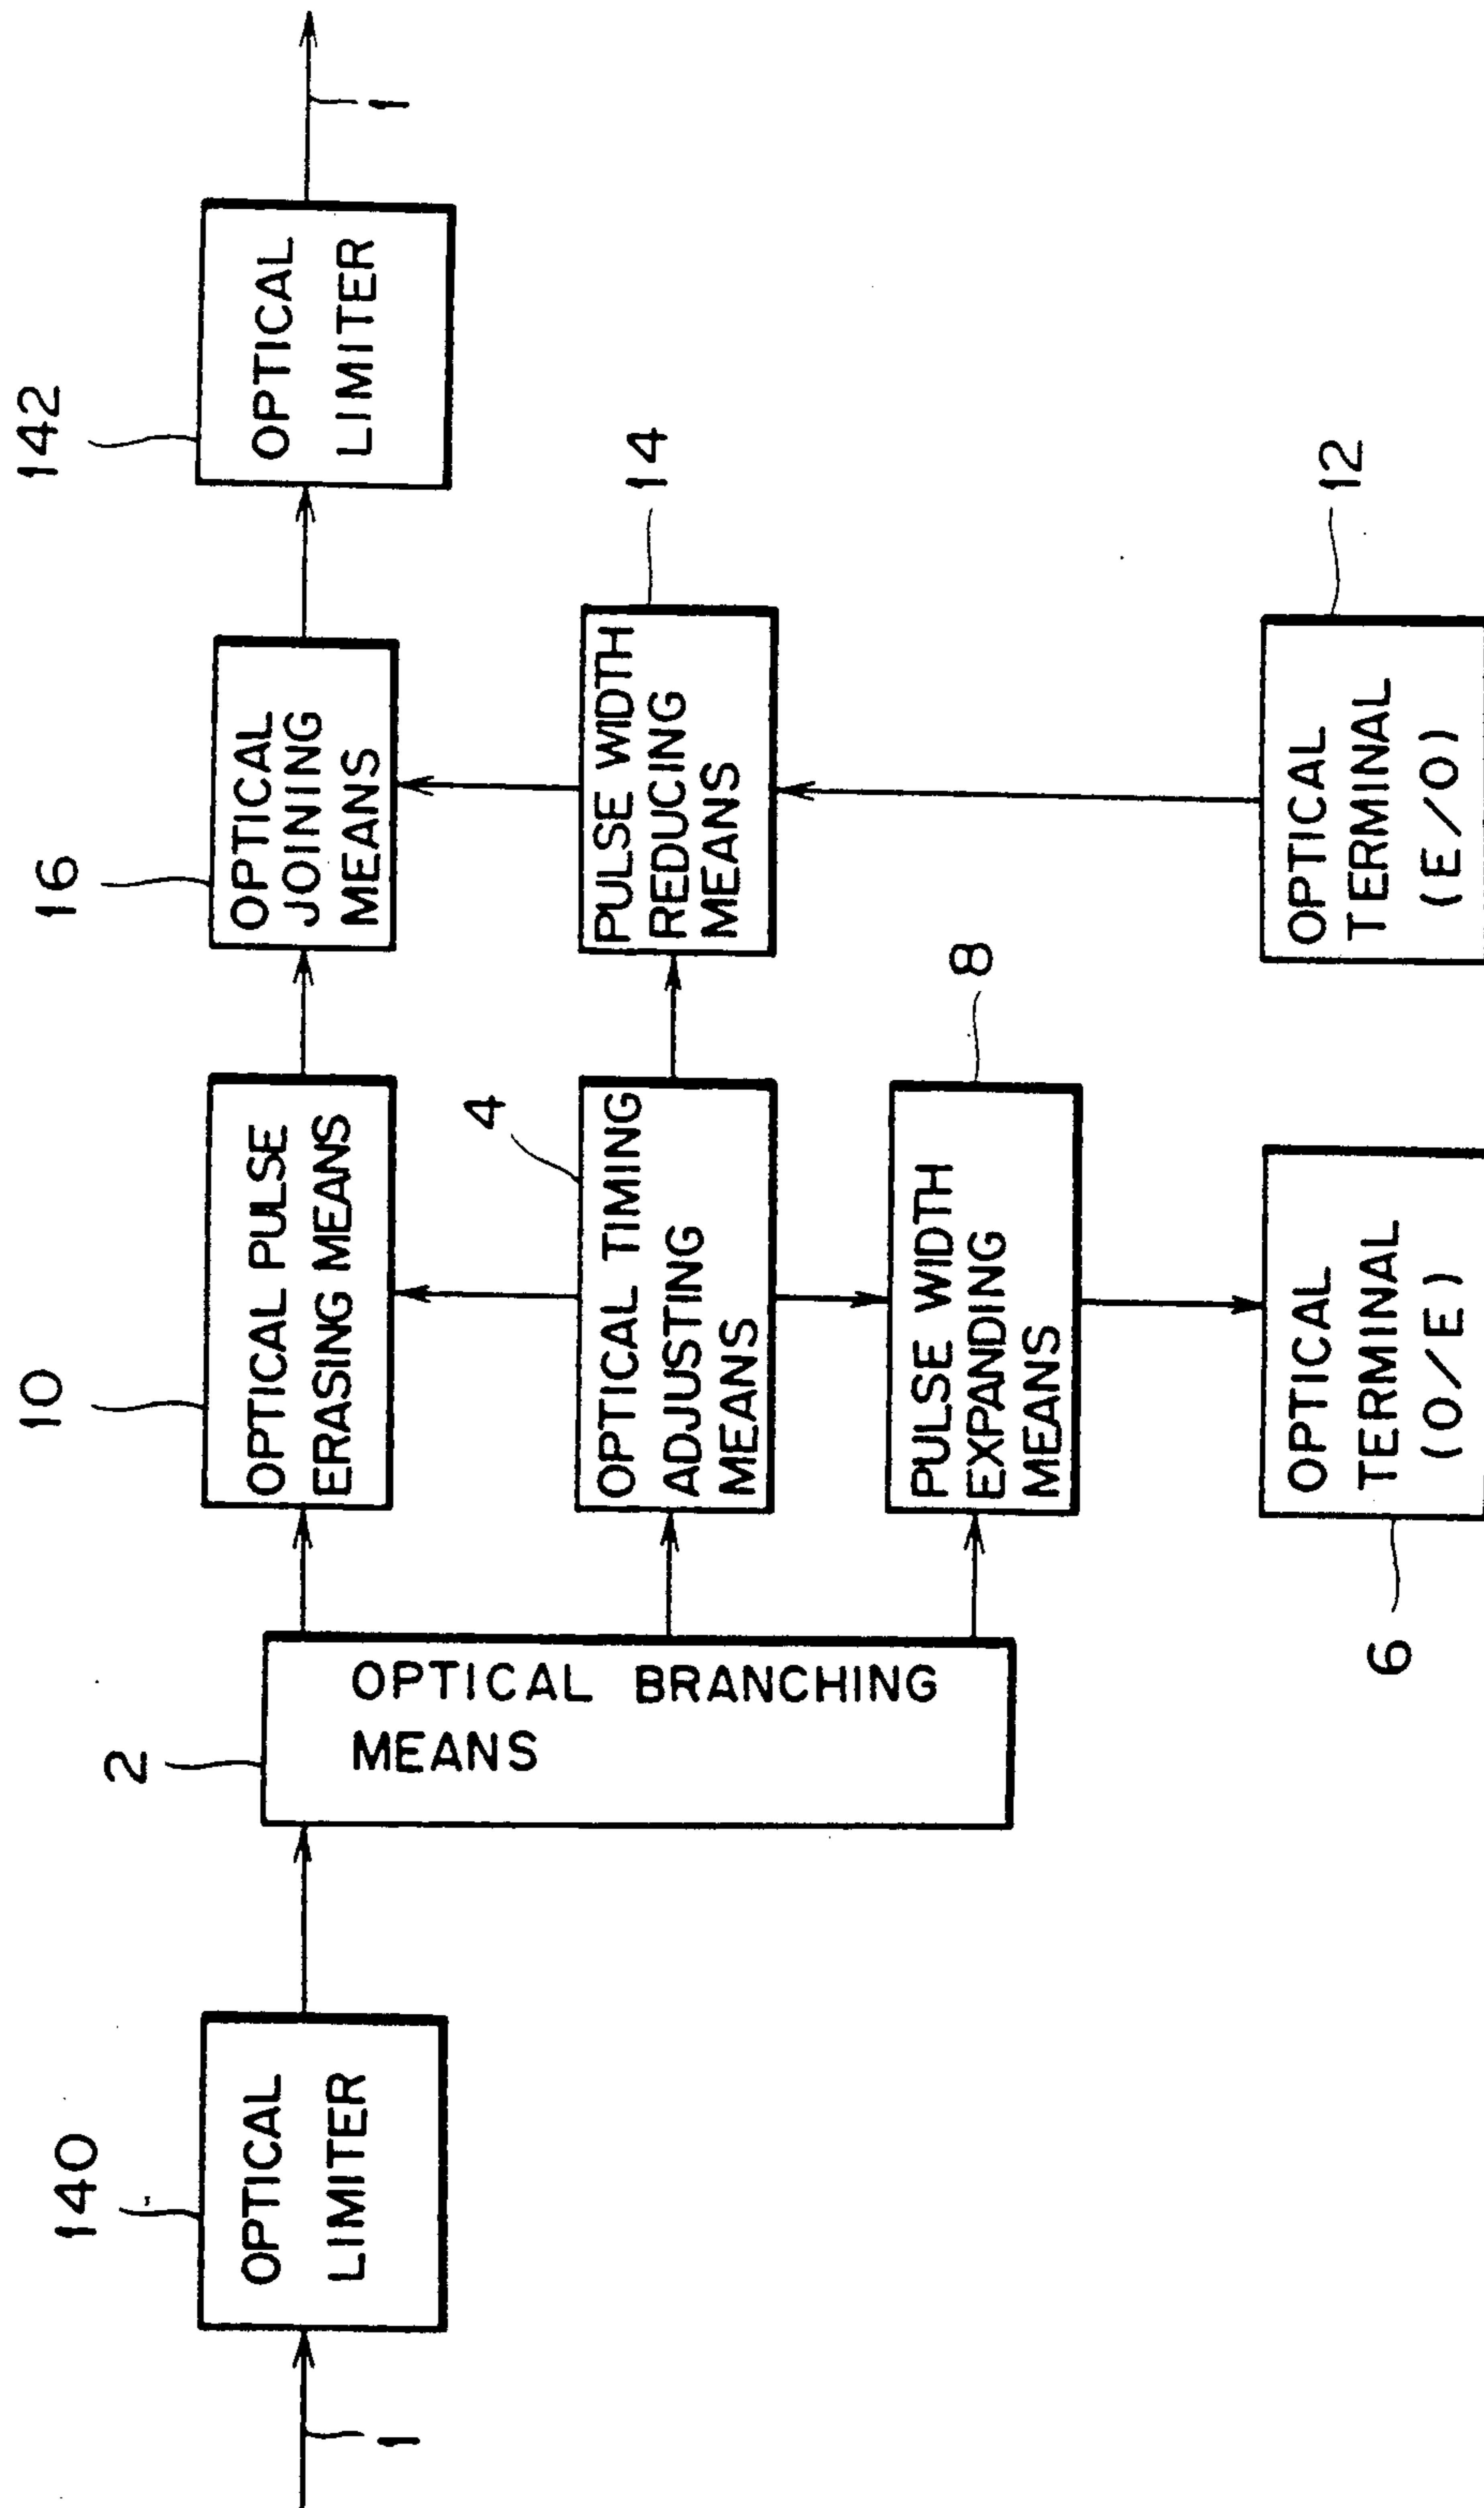 142
16
10
2
140
1
OPTICAL
LIMITER
OPTICAL BRANCHING
MEANS
OPTICAL PULSE
ERASING MEANS
OPTICAL
JOINING
MEANS
OPTICAL
LIMITER
1
4
OPTICAL TIMING
ADJUSTING
MEANS
14
PULSE WIDTH
REDUCING
MEANS
8
PULSE WIDTH
EXPANDING
MEANS
6
OPTICAL
TERMINAL
(O/E)
12
OPTICAL
TERMINAL
(E/O)